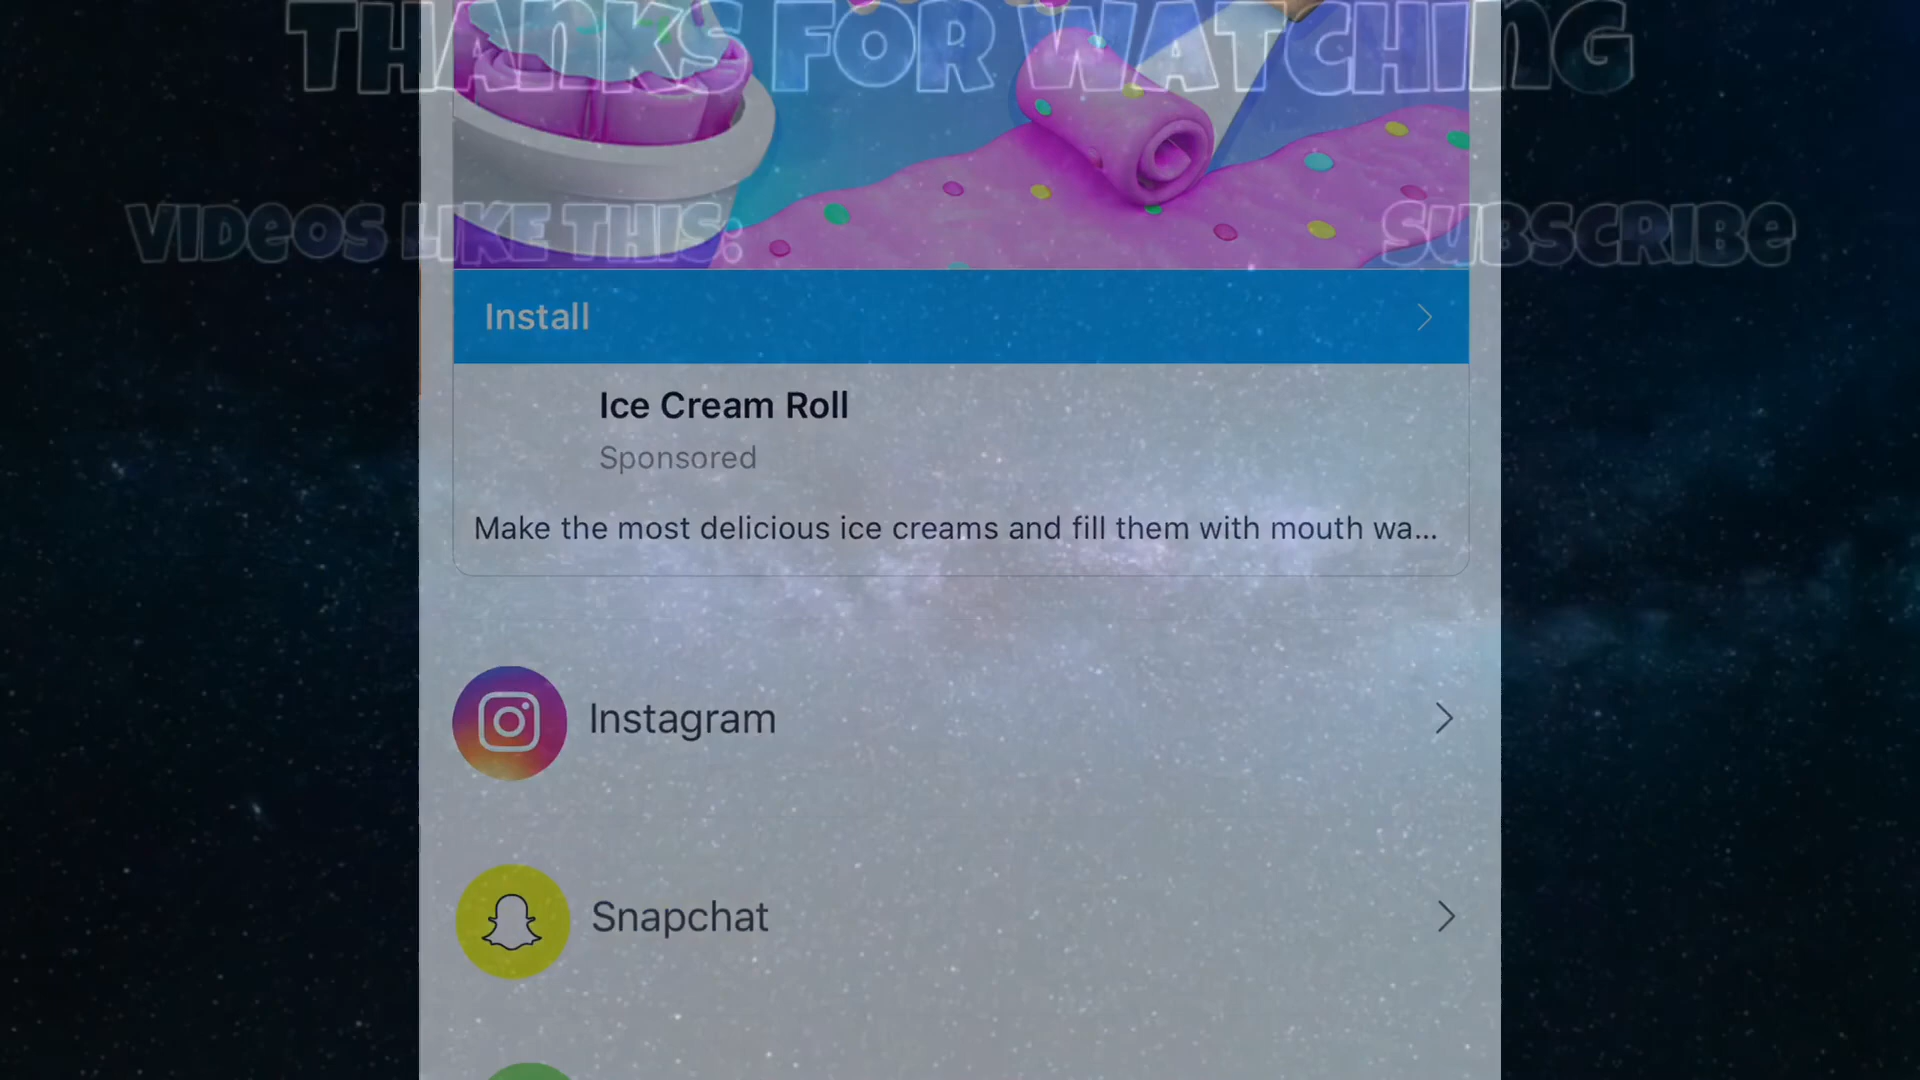 THANKS FOR WATCHING
VIDEOS LIKE THIS:
SUBSCRIBE
Install
Ice Cream Roll
Sponsored
Make the most delicious ice creams and fill them with mouth wa...
Instagram
Snapchat